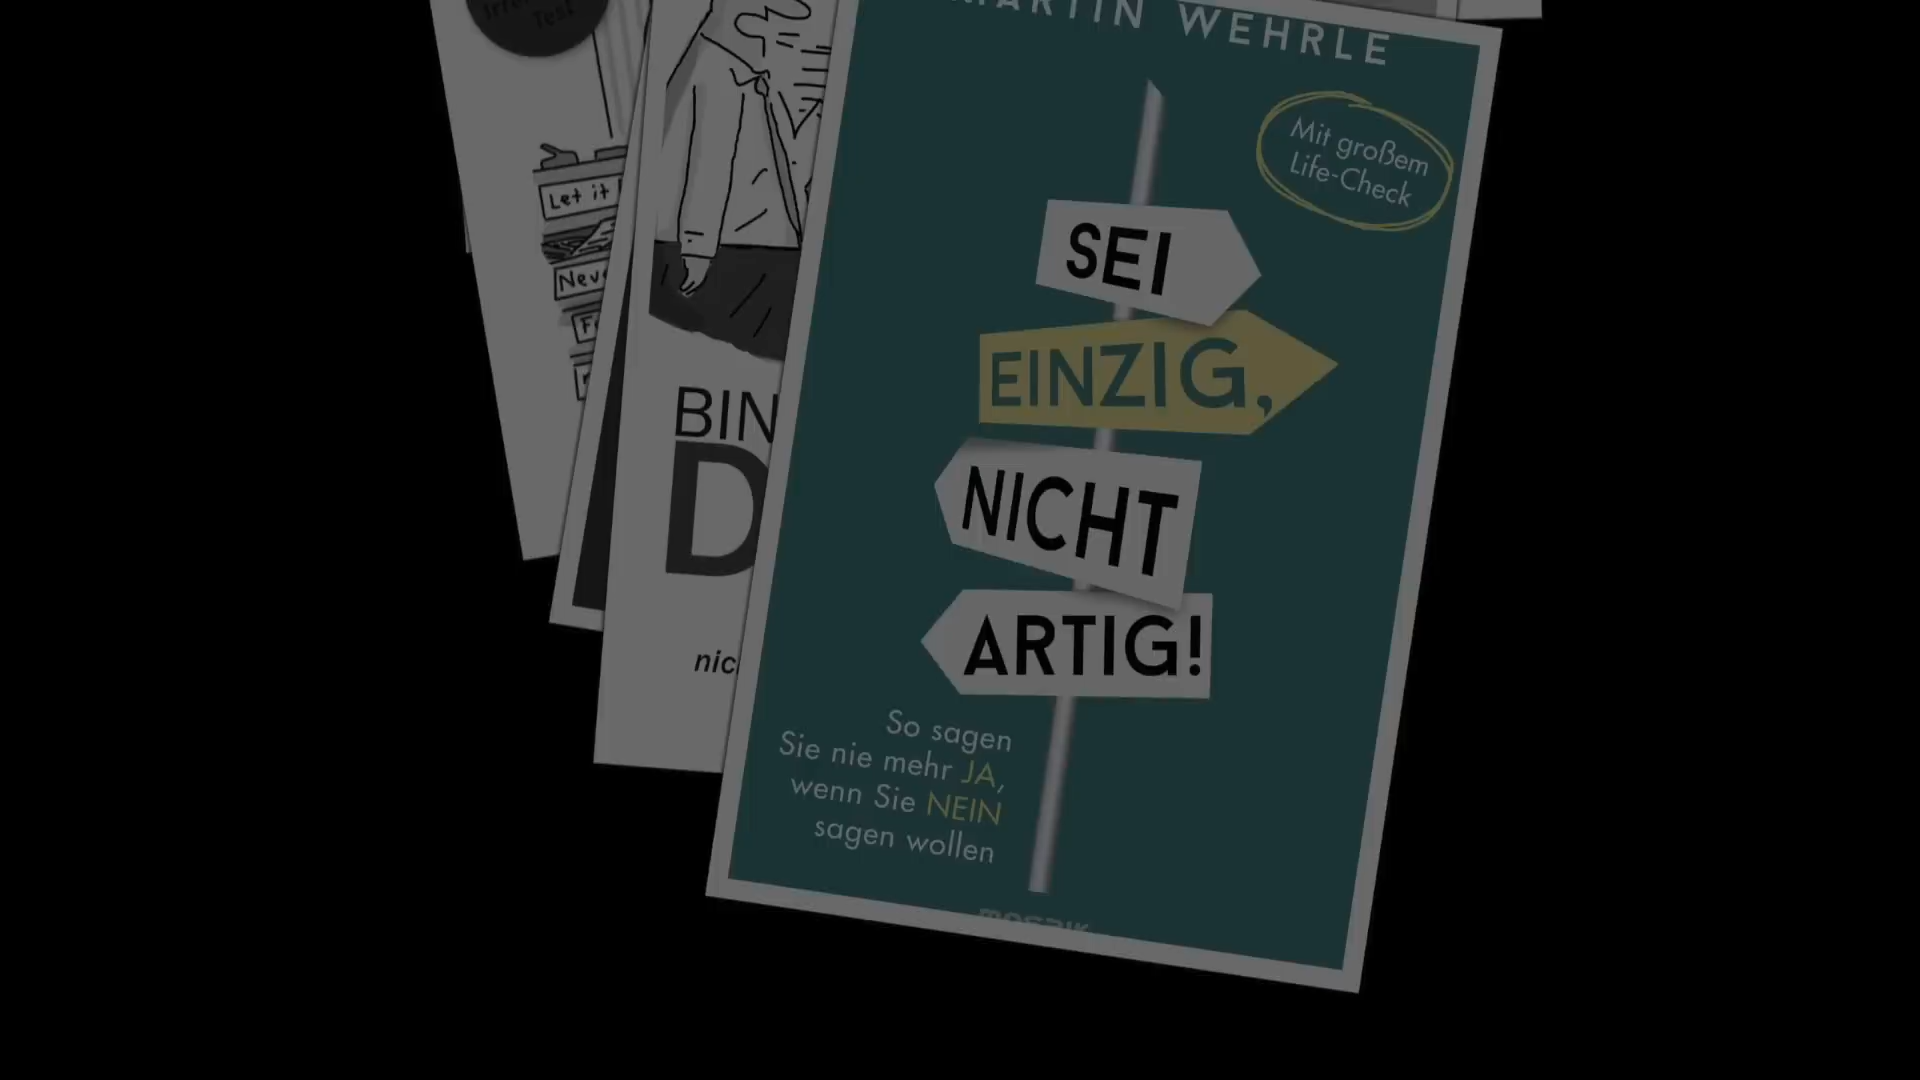 Test
Let it
BIN
D
nic
MARTIN WEHRLE
Mit großem
Life-Check
SEI
EINZIG,
NICHT
ARTIG!
So sagen
Sie nie mehr JA,
wenn Sie NEIN
sagen wollen
mosaik